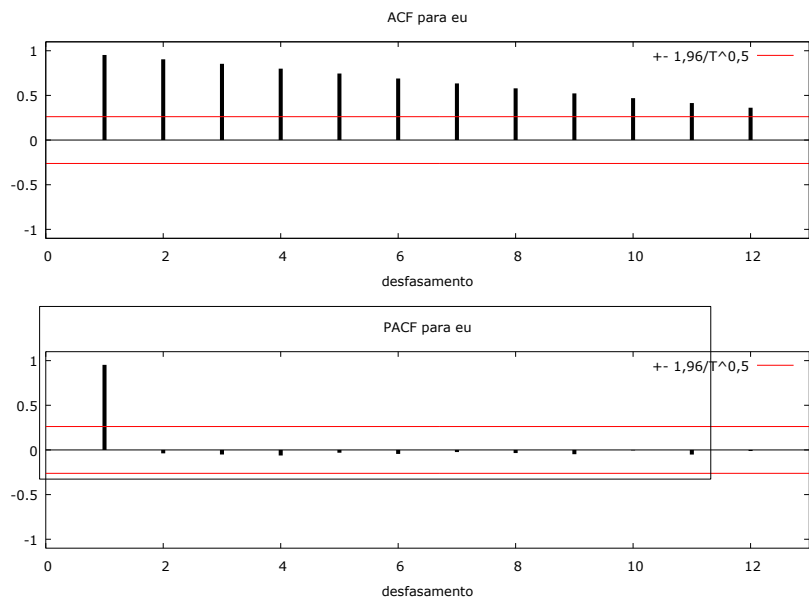 ACF para eu
+- 1,96/T^0,5
1
0.5
0
-0.5
-1
0 2 4 6 8 10 12
desfasamento
PACF para eu
+- 1,96/T^0,5
1
0.5
0
-0.5
-1
0 2 4 6 8 10 12
desfasamento